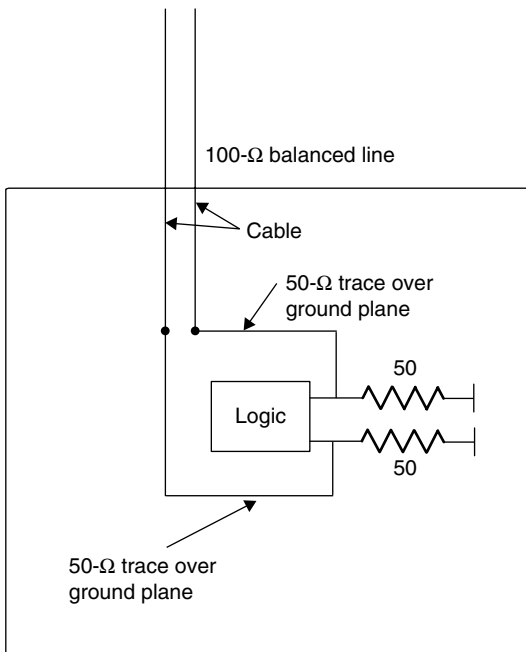 100-Ω balanced line
Cable
50-Ω trace over
ground plane
50
Logic
50
50-Ω trace over
ground plane